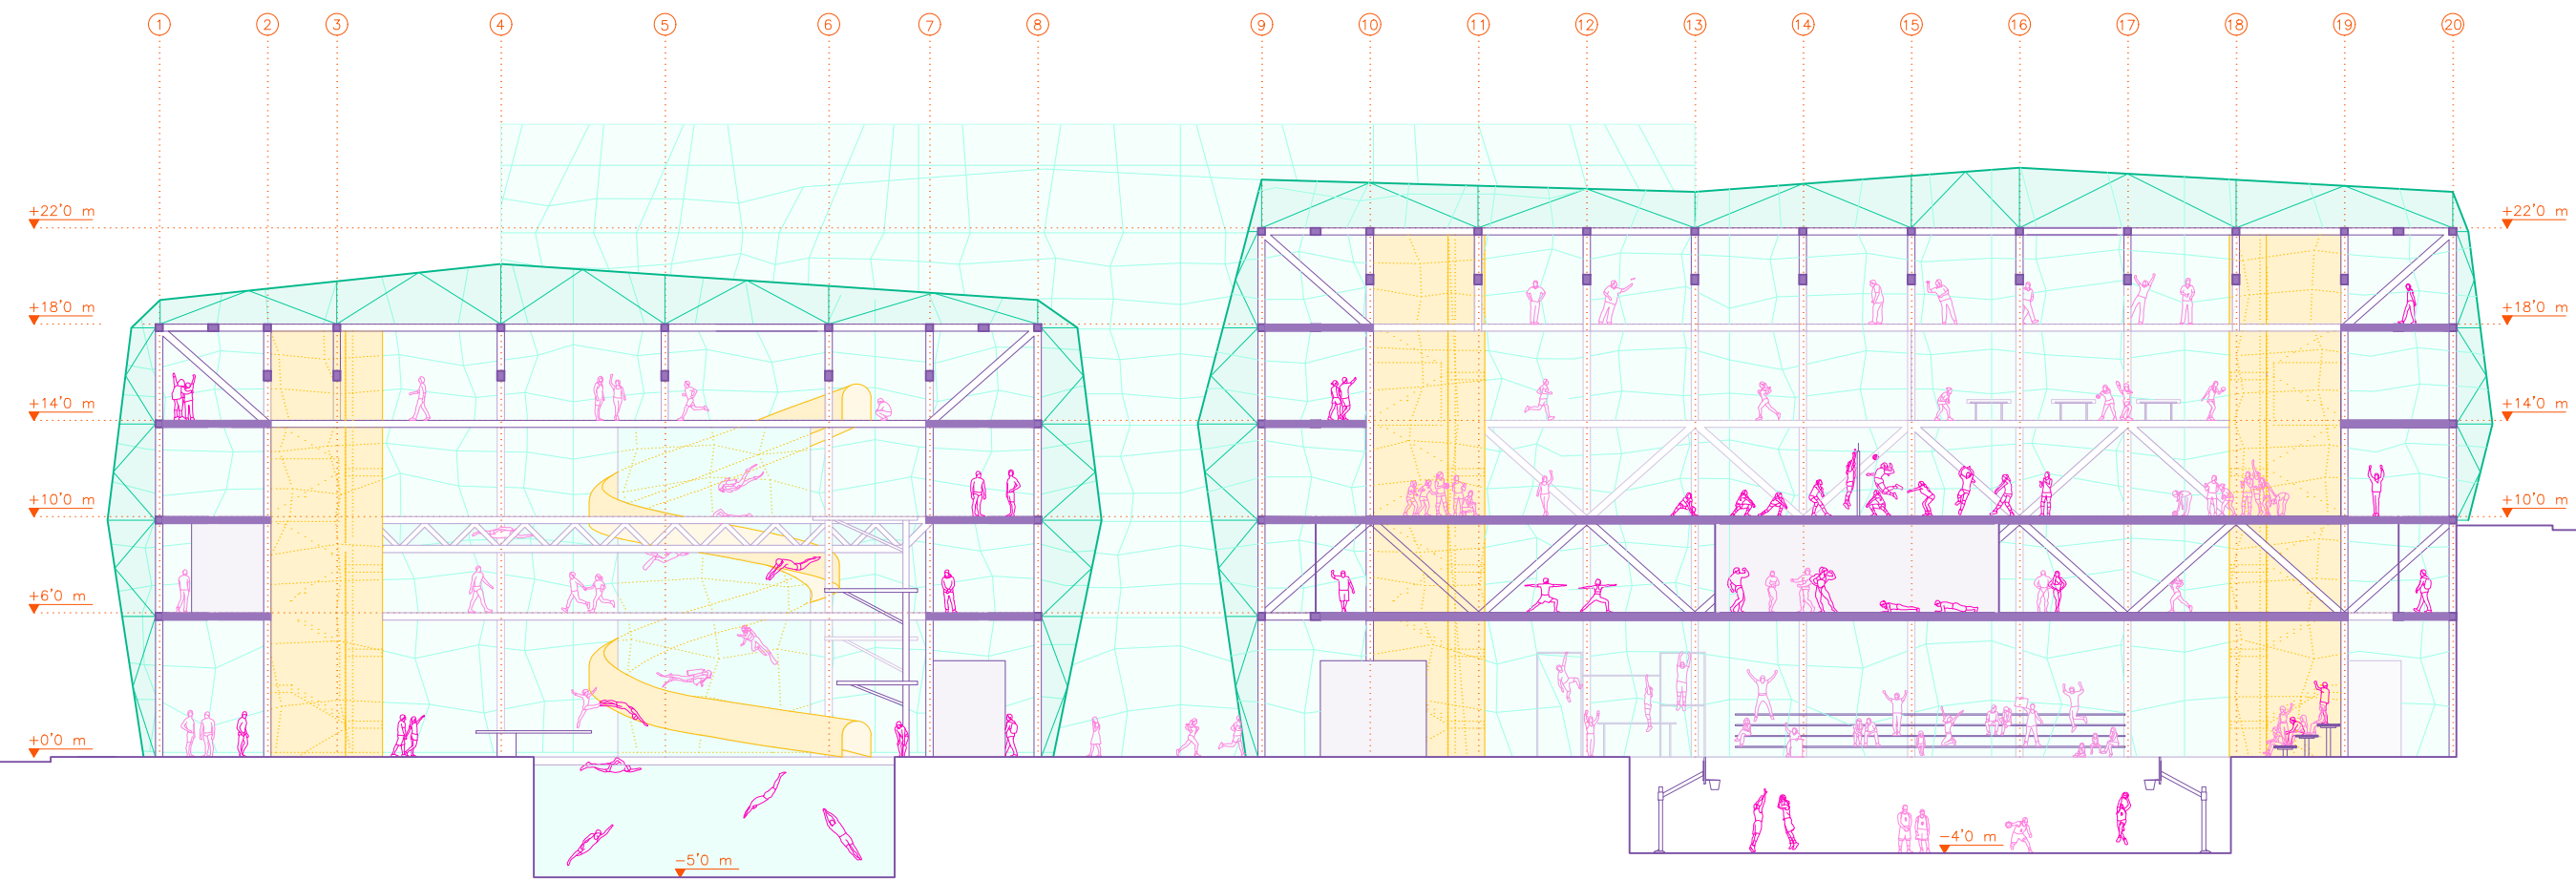 1 2 3 4 5 6 7 8 9 10 11 12 13 14 15 16 17 18 19 20
+22'0 m +22'0 m
+18'0 m +18'0 m
+14'0 m +14'0 m
+10'0 m +10'0 m
+6'0 m
+0'0 m
-4'0 m
-5'0 m